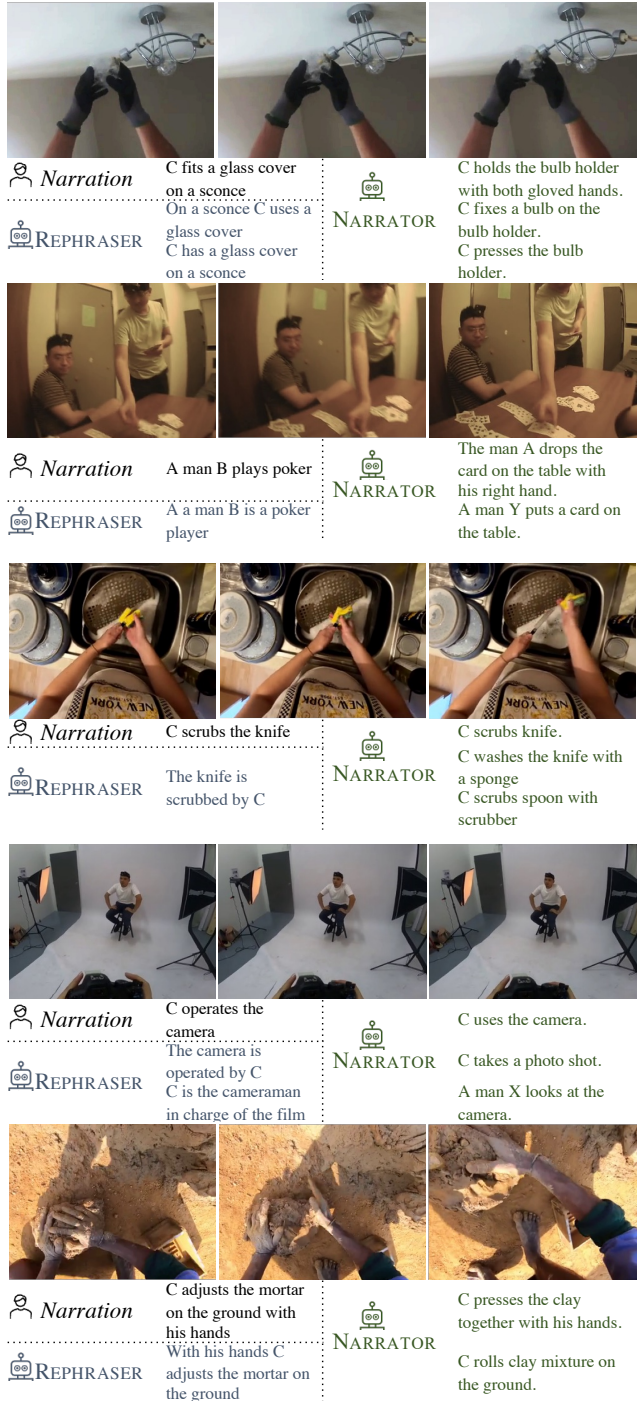 Narration
C fits a glass cover
on a sconce
REPHRASER
On a sconce C uses a
glass cover
C has a glass cover
on a sconce
NARRATOR
C holds the bulb holder
with both gloved hands.
C fixes a bulb on the
bulb holder.
C presses the bulb
holder.
Narration
A man B plays poker
REPHRASER
A a man B is a poker
player
NARRATOR
The man A drops the
card on the table with
his right hand.
A man Y puts a card on
the table.
NEW YORK
NEW YORK
NEW YORK
Narration
C scrubs the knife
REPHRASER
The knife is
scrubbed by C
NARRATOR
C scrubs knife.
C washes the knife with
a sponge
C scrubs spoon with
scrubber
Narration
C operates the
camera
REPHRASER
The camera is
operated by C
C is the cameraman
in charge of the film
NARRATOR
C uses the camera.
C takes a photo shot.
A man X looks at the
camera.
Narration
C adjusts the mortar
on the ground with
his hands
REPHRASER
With his hands C
adjusts the mortar on
the ground
NARRATOR
C presses the clay
together with his hands.
C rolls clay mixture on
the ground.